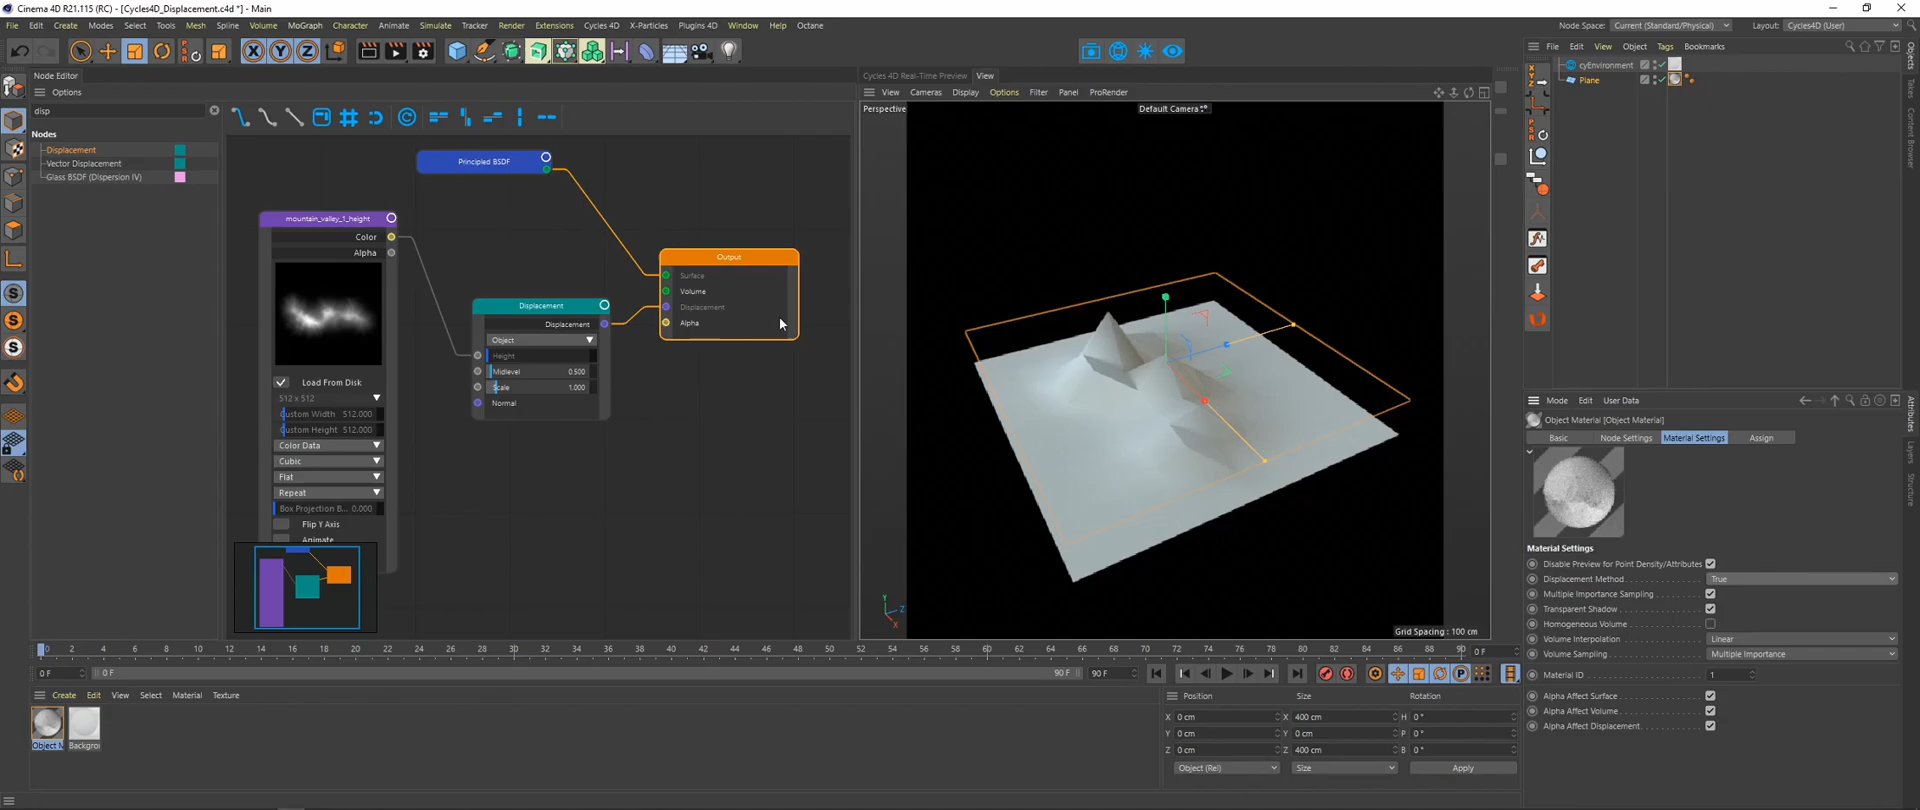 Cinema 4D R21.115 (RC) - [Cycles4D_Displacement.c4d *] - Main
File Edit Create Modes Select Tools Mesh Spline Volume MoGraph Character Animate Simulate Tracker Render Extensions Cycles 4D X-Particles Plugins 4D Window Help Octane
Node Space: Current (Standard/Physical) Layout: Cycles4D (User)
X Y Z
PSR
Node Editor
Options
disp
Nodes
Displacement
Vector Displacement
Glass BSDF (Dispersion IV)
Principled BSDF
mountain_valley_1_height
Color
Alpha
Load From Disk
512 x 512
Custom Width 512.000
Custom Height 512.000
Color Data
Cubic
Flat
Repeat
Box Projection B... 0.000
Flip Y Axis
Animate
Displacement
Displacement
Object
Height
Midlevel 0.500
Scale 1.000
Normal
Output
Surface
Volume
Displacement
Alpha
Cycles 4D Real-Time Preview View
View Cameras Display Options Filter Panel ProRender
Perspective
Default Camera
Y
Z
X
Grid Spacing : 100 cm
File Edit View Object Tags Bookmarks
cyEnvironment
Plane
Objects
Takes
Content Browser
Mode Edit User Data
Object Material [Object Material]
Basic Node Settings Material Settings Assign
Material Settings
Disable Preview for Point Density/Attributes
Displacement Method True
Multiple Importance Sampling
Transparent Shadow
Homogeneous Volume
Volume Interpolation Linear
Volume Sampling Multiple Importance
Material ID 1
Alpha Affect Surface
Alpha Affect Volume
Alpha Affect Displacement
Attributes
Layers
Structure
0 2 4 6 8 10 12 14 16 18 20 22 24 26 28 30 32 34 36 38 40 42 44 46 48 50 52 54 56 58 60 62 64 66 68 70 72 74 76 78 80 82 84 86 88 90 0 F
0 F 0 F 90 F 90 F
Create Edit View Select Material Texture
Object M
Backgrou
Position Size Rotation
X 0 cm X 400 cm H 0 °
Y 0 cm Y 0 cm P 0 °
Z 0 cm Z 400 cm B 0 °
Object (Rel) Size Apply